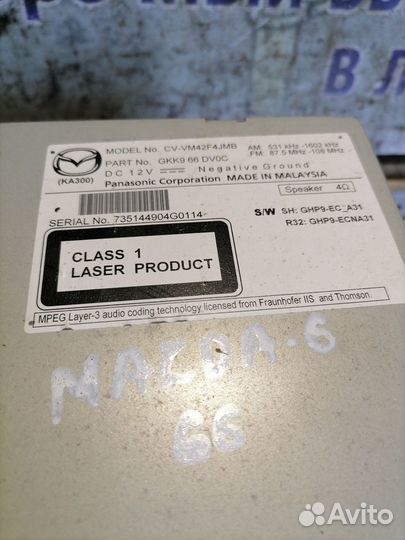 В Л
MODEL No. CV-VM42F4JMB AM: 531 kHz -1602 kHz
PART No. GKK9 66 DV0C FM: 87.5 MHz -108 MHz
DC 12V Negative Ground
Panasonic Corporation MADE IN MALAYSIA
(KA300)
Speaker 4Ω
SERIAL No. 735144904G0114
S/W SH: GHP9-EC_A31
R32: GHP9-ECNA31
CLASS 1
LASER PRODUCT
MPEG Layer-3 audio coding technology licensed from Fraunhofer IIS and Thomson.
MAZDA-6
GG
Avito